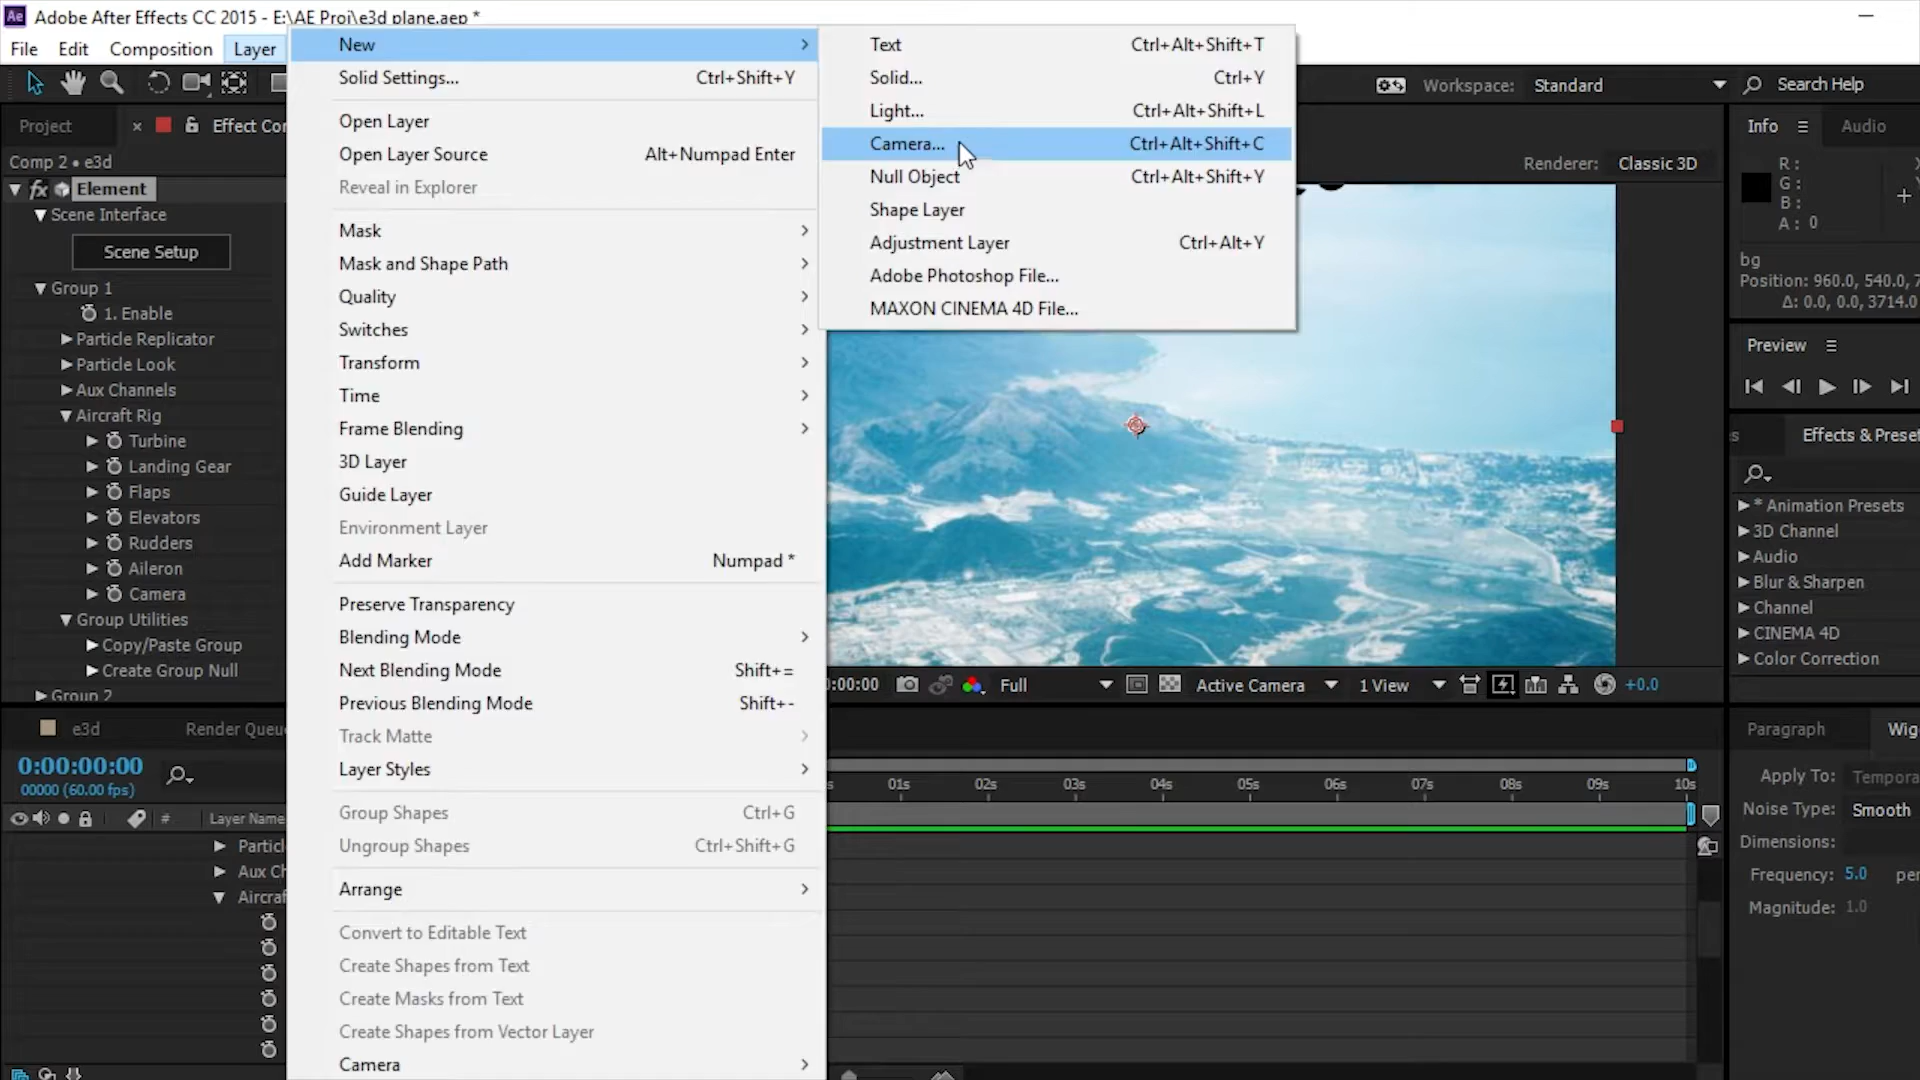 Ae Adobe After Effects CC 2015 - E:\AE Proj\e3d plane.aep *
File Edit Composition Layer
Workspace: Standard Search Help
Project × Effect Cor
Comp 2 • e3d
fx Element
Scene Interface
Scene Setup
Group 1
1. Enable
Particle Replicator
Particle Look
Aux Channels
Aircraft Rig
Turbine
Landing Gear
Flaps
Elevators
Rudders
Aileron
Camera
Group Utilities
Copy/Paste Group
Create Group Null
Group 2
New
Solid Settings... Ctrl+Shift+Y
Open Layer
Open Layer Source Alt+Numpad Enter
Reveal in Explorer
Mask
Mask and Shape Path
Quality
Switches
Transform
Time
Frame Blending
3D Layer
Guide Layer
Environment Layer
Add Marker Numpad *
Preserve Transparency
Blending Mode
Next Blending Mode Shift+=
Previous Blending Mode Shift+-
Track Matte
Layer Styles
Group Shapes Ctrl+G
Ungroup Shapes Ctrl+Shift+G
Arrange
Convert to Editable Text
Create Shapes from Text
Create Masks from Text
Create Shapes from Vector Layer
Camera
Text Ctrl+Alt+Shift+T
Solid... Ctrl+Y
Light... Ctrl+Alt+Shift+L
Camera... Ctrl+Alt+Shift+C
Null Object Ctrl+Alt+Shift+Y
Shape Layer
Adjustment Layer Ctrl+Alt+Y
Adobe Photoshop File...
MAXON CINEMA 4D File...
Renderer: Classic 3D
:00:00 Full Active Camera 1 View +0.0
Info Audio
R :
G :
B :
A : 0
bg
Position: 960.0, 540.0, 7
Δ: 0.0, 0.0, 3714.0
Preview
s Effects & Preset
* Animation Presets
3D Channel
Audio
Blur & Sharpen
Channel
CINEMA 4D
Color Correction
e3d Render Queu
0:00:00:00
00000 (60.00 fps)
# Layer Name
Particl
Aux Ch
Aircraf
s 01s 02s 03s 04s 05s 06s 07s 08s 09s 10s
Paragraph Wig
Apply To: Tempora
Noise Type: Smooth
Dimensions:
Frequency: 5.0 per
Magnitude: 1.0